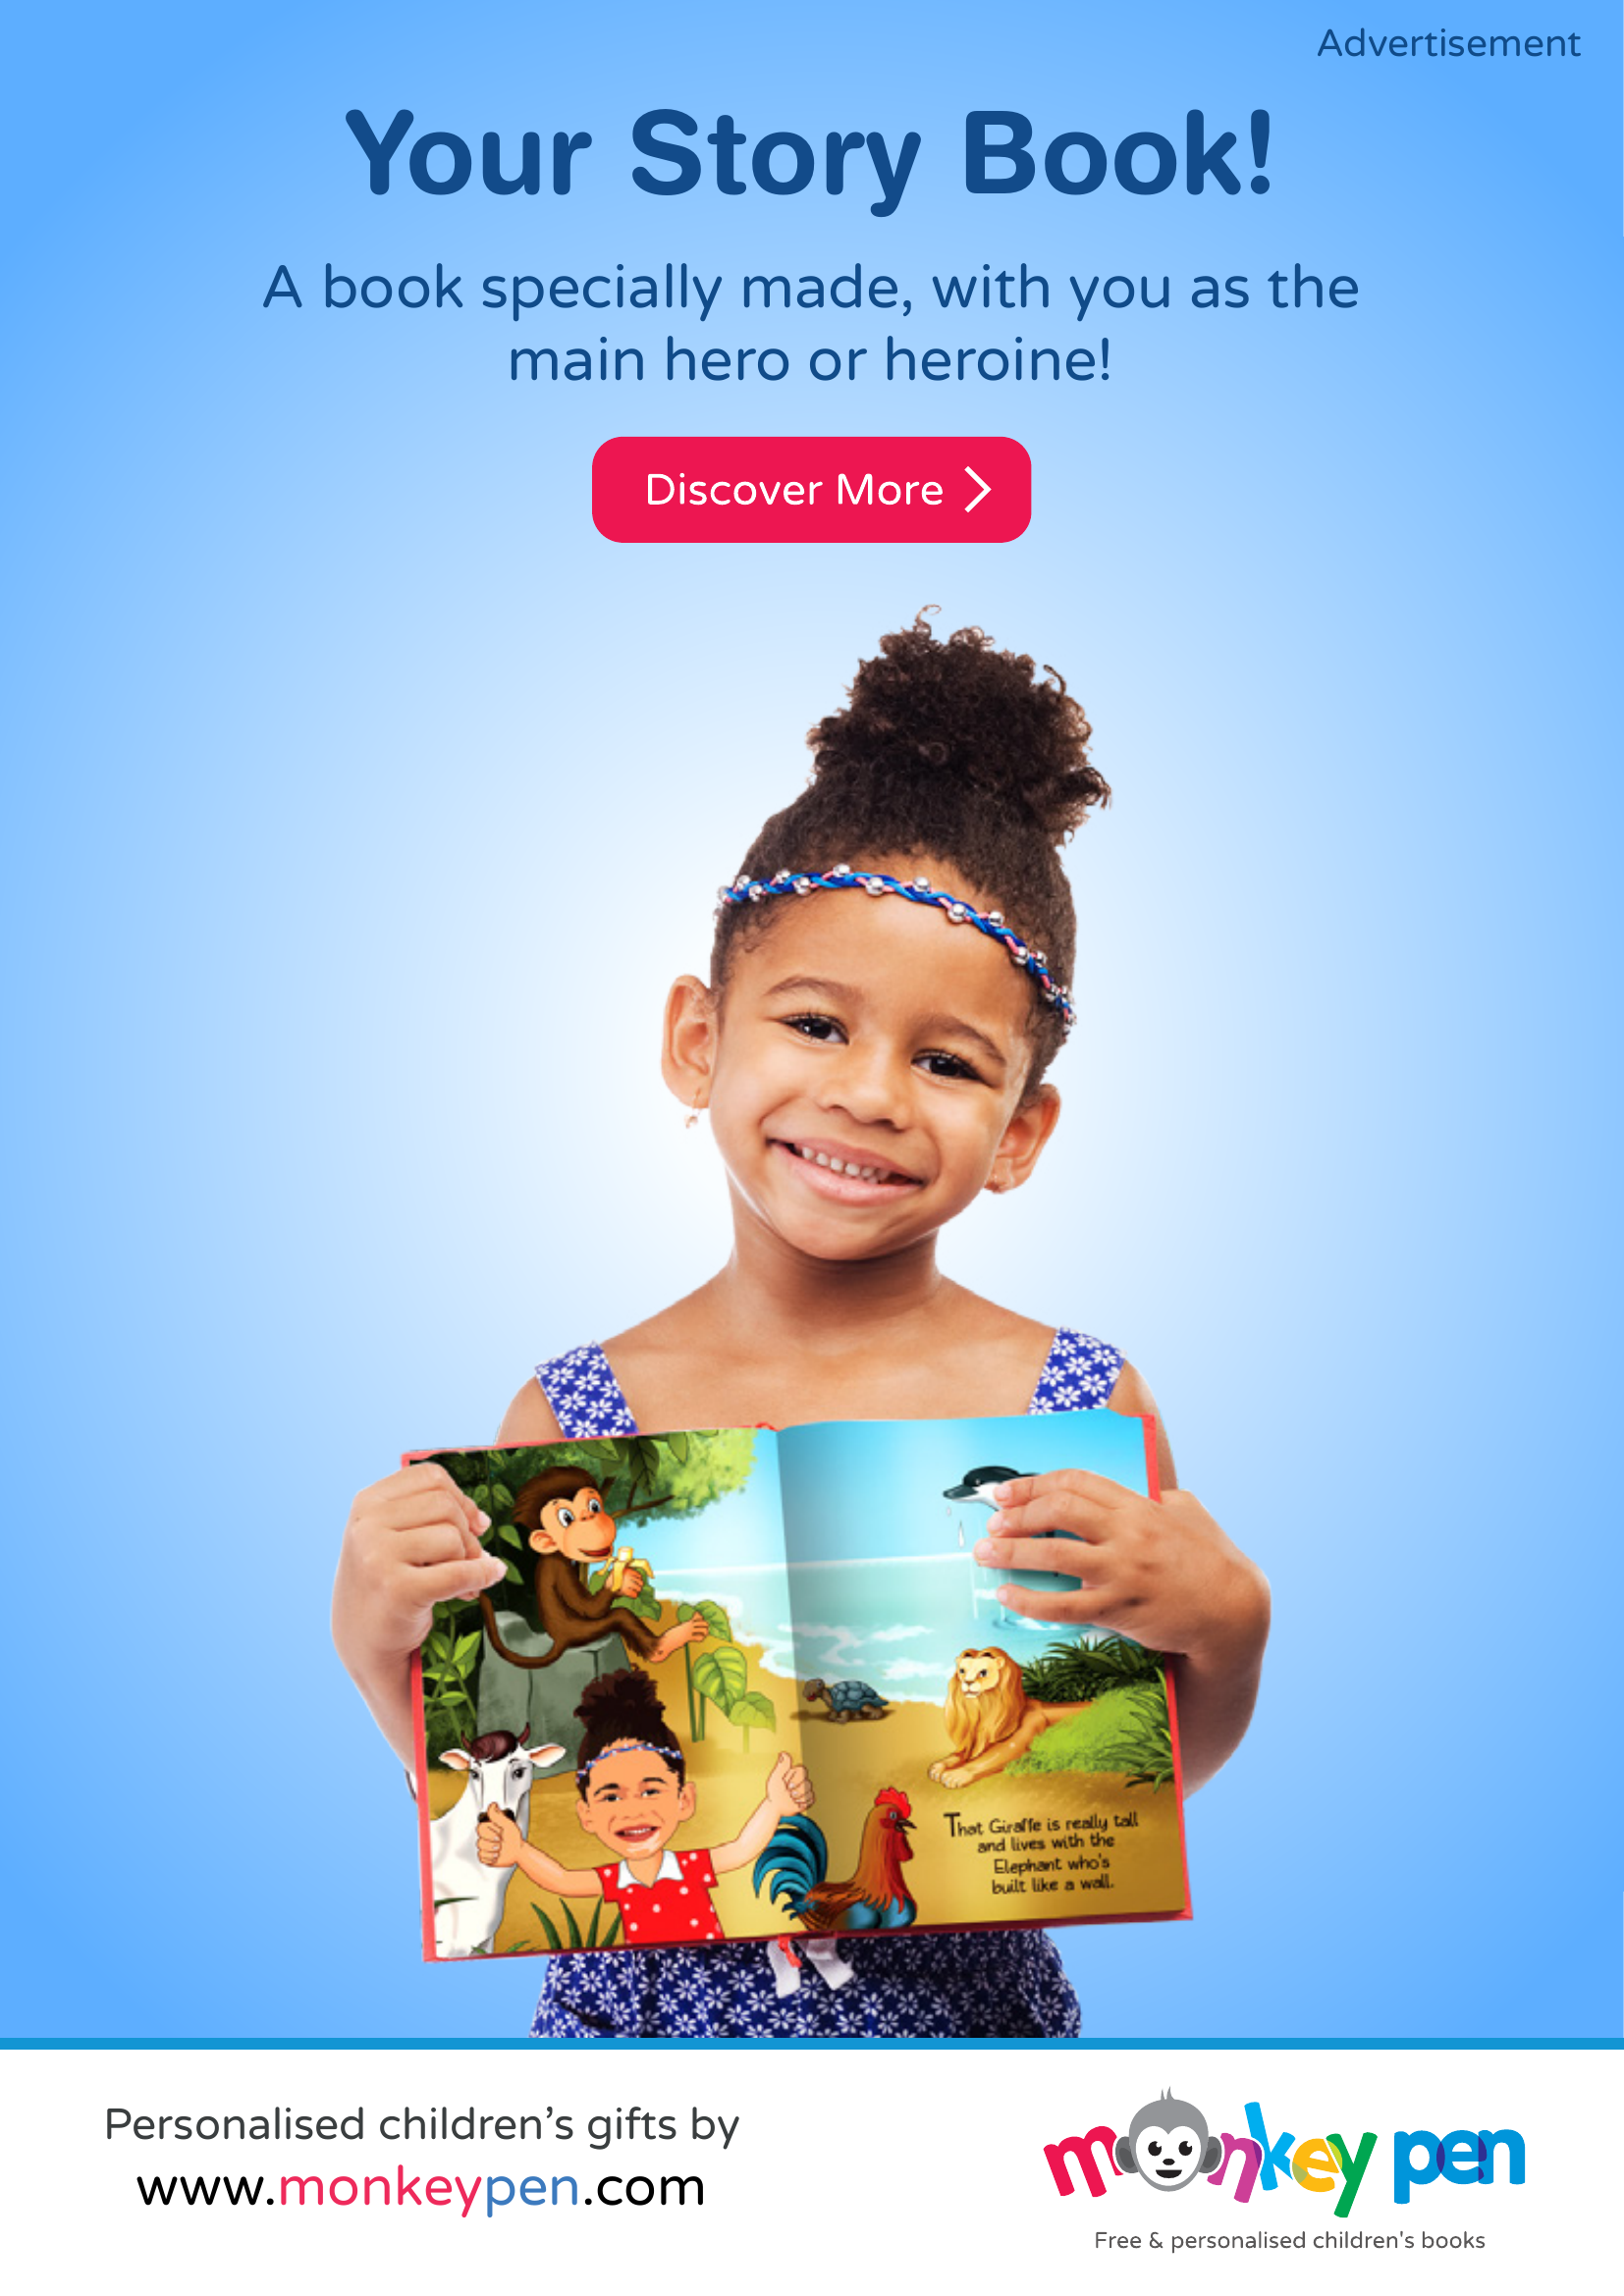 Advertisement
Your Story Book!
A book specially made, with you as the
main hero or heroine!
Discover More
That Giraffe is really tall
and lives with the
Elephant who's
built like a wall.
Personalised children’s gifts by
www.monkeypen.com
monkey pen
Free & personalised children's books